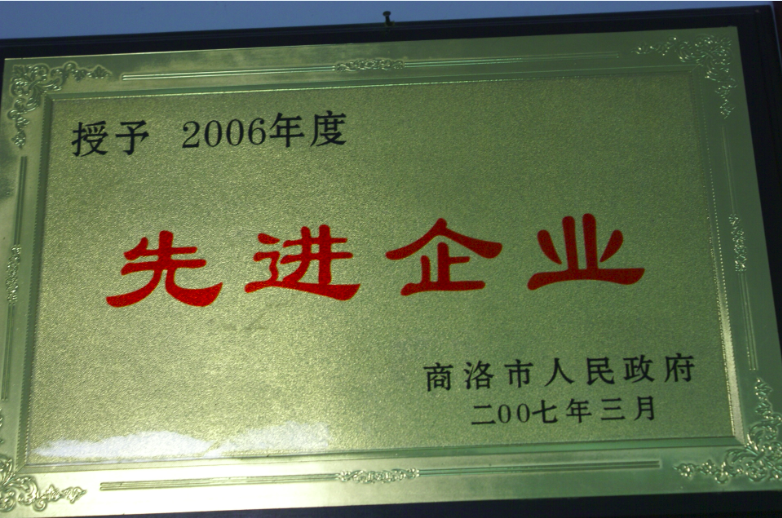 授予 2006年度
先进企业
商洛市人民政府
二00七年三月